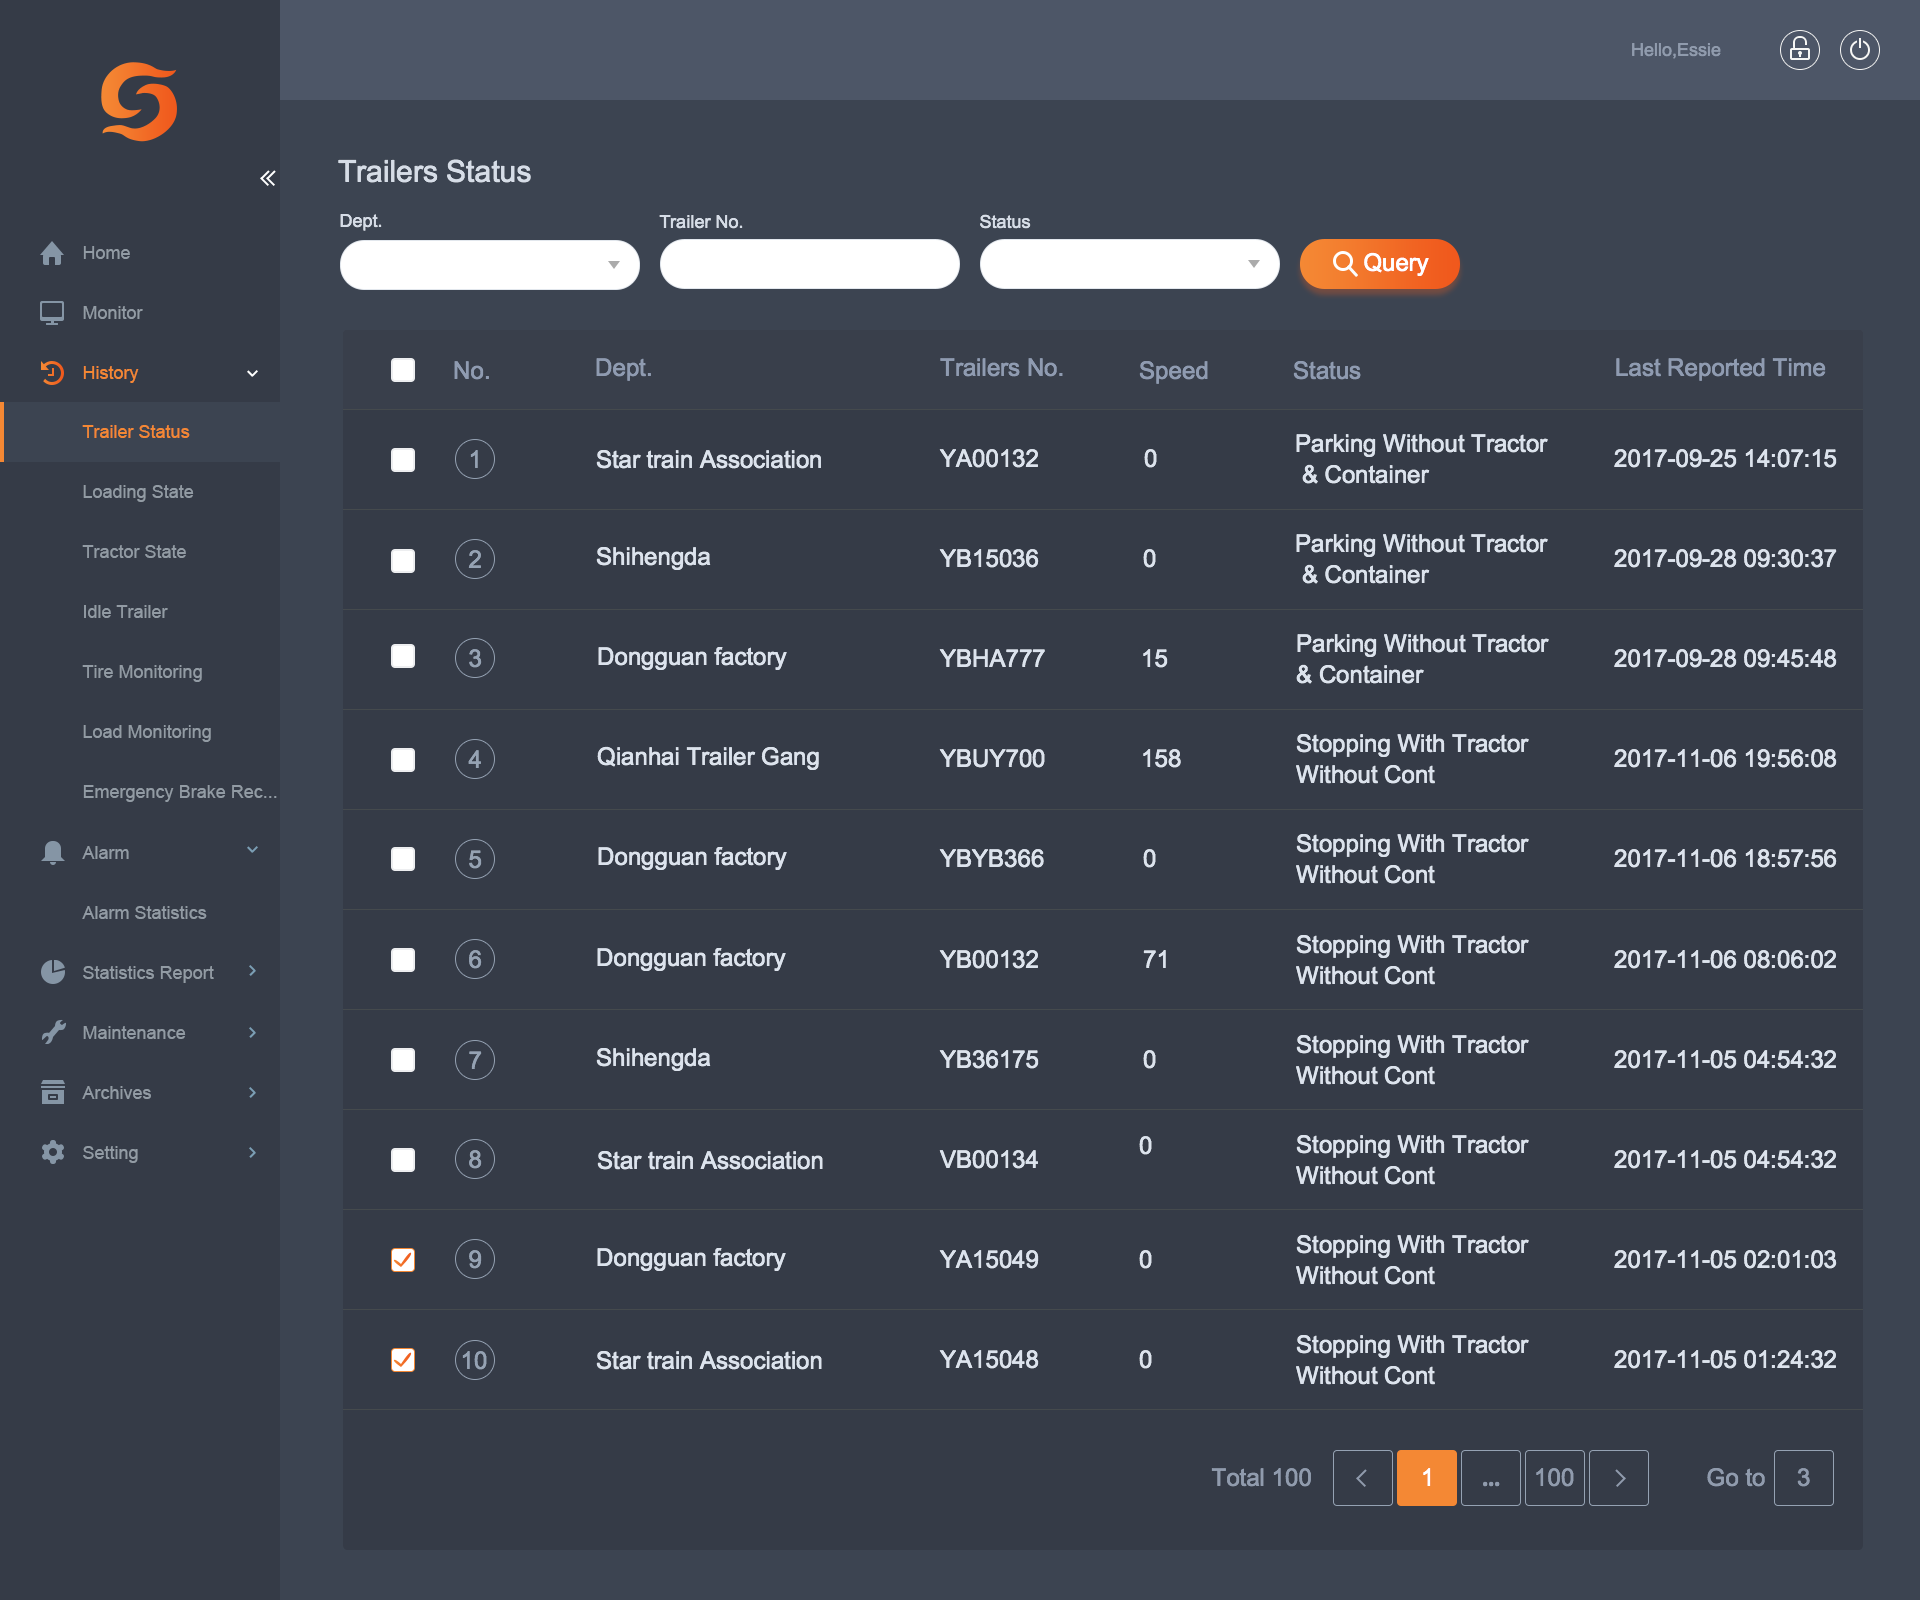 Hello,Essie
Home
Monitor
History
Trailer Status
Loading State
Tractor State
Idle Trailer
Tire Monitoring
Load Monitoring
Emergency Brake Rec...
Alarm
Alarm Statistics
Statistics Report
Maintenance
Archives
Setting
Trailers Status
Dept. Trailer No. Status
Query
No. Dept. Trailers No. Speed Status Last Reported Time
1 Star train Association YA00132 0 Parking Without Tractor 2017-09-25 14:07:15
& Container
2 Shihengda YB15036 0 Parking Without Tractor 2017-09-28 09:30:37
& Container
3 Dongguan factory YBHA777 15 Parking Without Tractor 2017-09-28 09:45:48
& Container
4 Qianhai Trailer Gang YBUY700 158 Stopping With Tractor 2017-11-06 19:56:08
Without Cont
5 Dongguan factory YBYB366 0 Stopping With Tractor 2017-11-06 18:57:56
Without Cont
6 Dongguan factory YB00132 71 Stopping With Tractor 2017-11-06 08:06:02
Without Cont
7 Shihengda YB36175 0 Stopping With Tractor 2017-11-05 04:54:32
Without Cont
8 Star train Association VB00134 0 Stopping With Tractor 2017-11-05 04:54:32
Without Cont
9 Dongguan factory YA15049 0 Stopping With Tractor 2017-11-05 02:01:03
Without Cont
10 Star train Association YA15048 0 Stopping With Tractor 2017-11-05 01:24:32
Without Cont
Total 100 1 ... 100 Go to 3